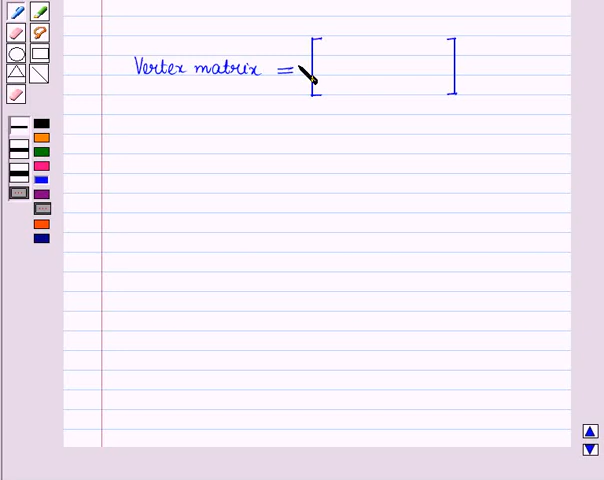 Vertex matrix = [ ]